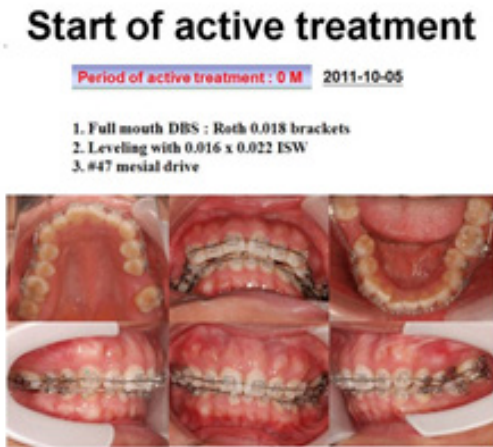 Start of active treatment
Period of active treatment : 0 M 2011-10-05
1. Full mouth DBS : Roth 0.018 brackets
2. Leveling with 0.016 x 0.022 ISW
3. #47 mesial drive